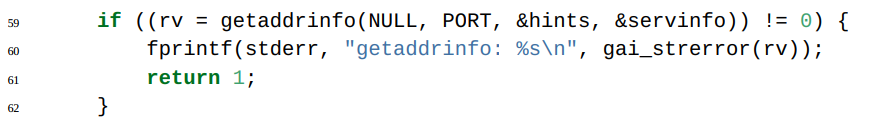 59 if ((rv = getaddrinfo(NULL, PORT, &hints, &servinfo)) != 0) {
60 fprintf(stderr, "getaddrinfo: %s\n", gai_strerror(rv));
61 return 1;
62 }